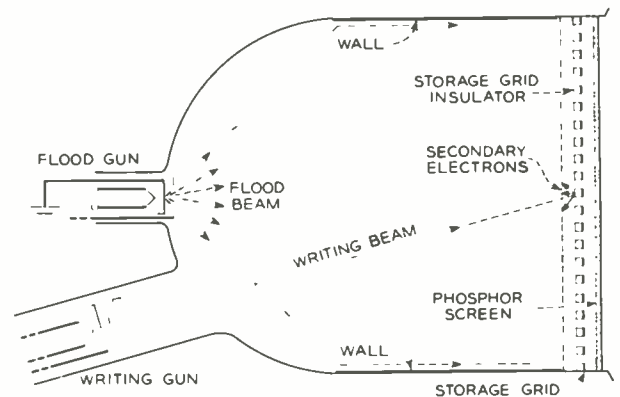 WALL
STORAGE GRID
INSULATOR
FLOOD GUN
SECONDARY
ELECTRONS
FLOOD
BEAM
WRITING BEAM
PHOSPHOR
SCREEN
WALL
WRITING GUN
STORAGE GRID